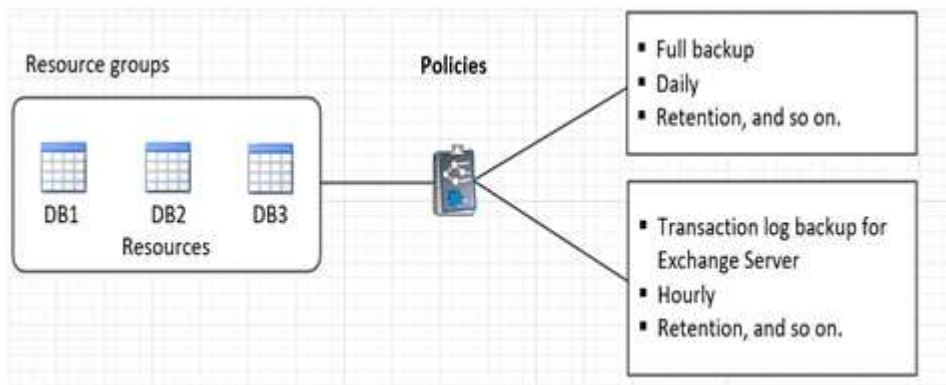 Resource groups
DB1
DB2
DB3
Resources
Policies
▪ Full backup
▪ Daily
▪ Retention, and so on.
▪ Transaction log backup for
Exchange Server
▪ Hourly
▪ Retention, and so on.